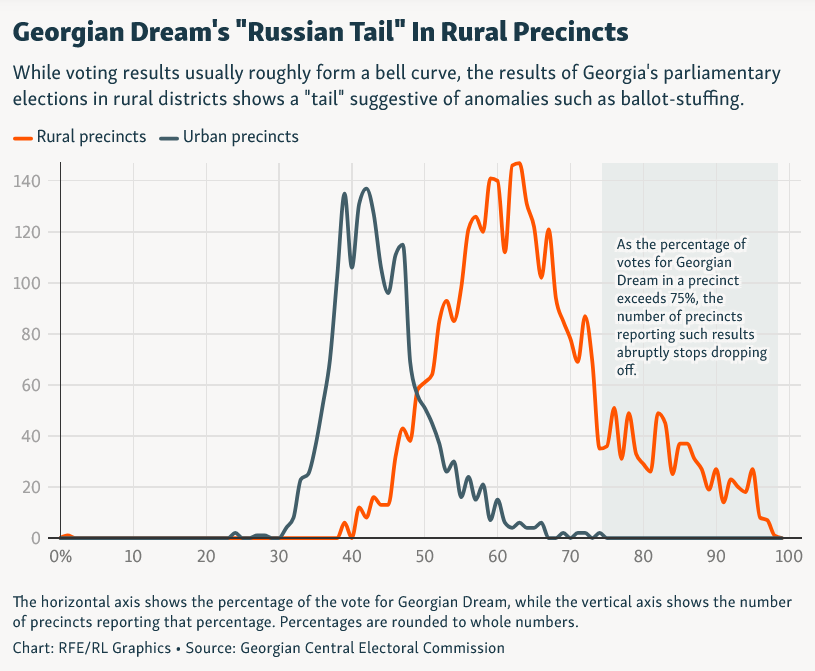 Georgian Dream's "Russian Tail" In Rural Precincts
While voting results usually roughly form a bell curve, the results of Georgia's parliamentary
elections in rural districts shows a "tail" suggestive of anomalies such as ballot-stuffing.
Rural precincts Urban precincts
140
120
100
80
60
40
20
0
As the percentage of
votes for Georgian
Dream in a precinct
exceeds 75%, the
number of precincts
reporting such results
abruptly stops dropping
off.
0% 10 20 30 40 50 60 70 80 90 100
The horizontal axis shows the percentage of the vote for Georgian Dream, while the vertical axis shows the number
of precincts reporting that percentage. Percentages are rounded to whole numbers.
Chart: RFE/RL Graphics • Source: Georgian Central Electoral Commission